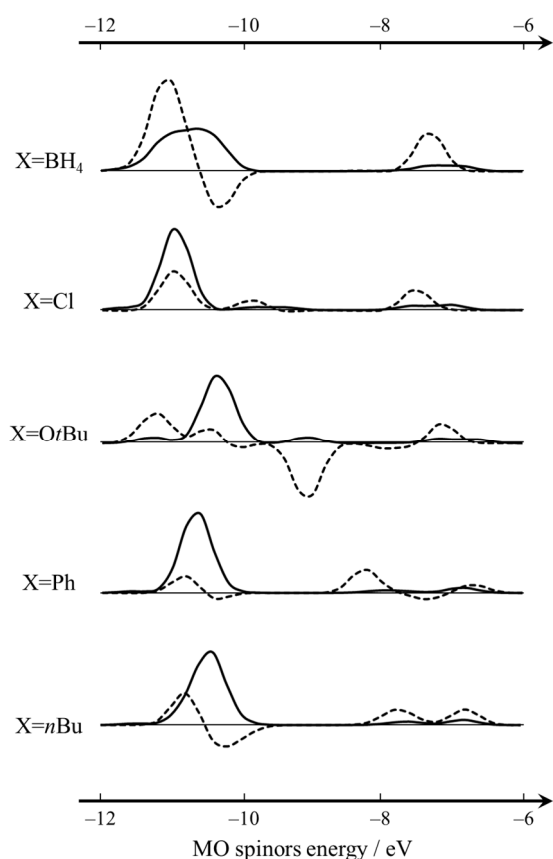 −12 −10 −8 −6
X=BH₄
X=Cl
X=OtBu
X=Ph
X=nBu
−12 −10 −8 −6
MO spinors energy / eV